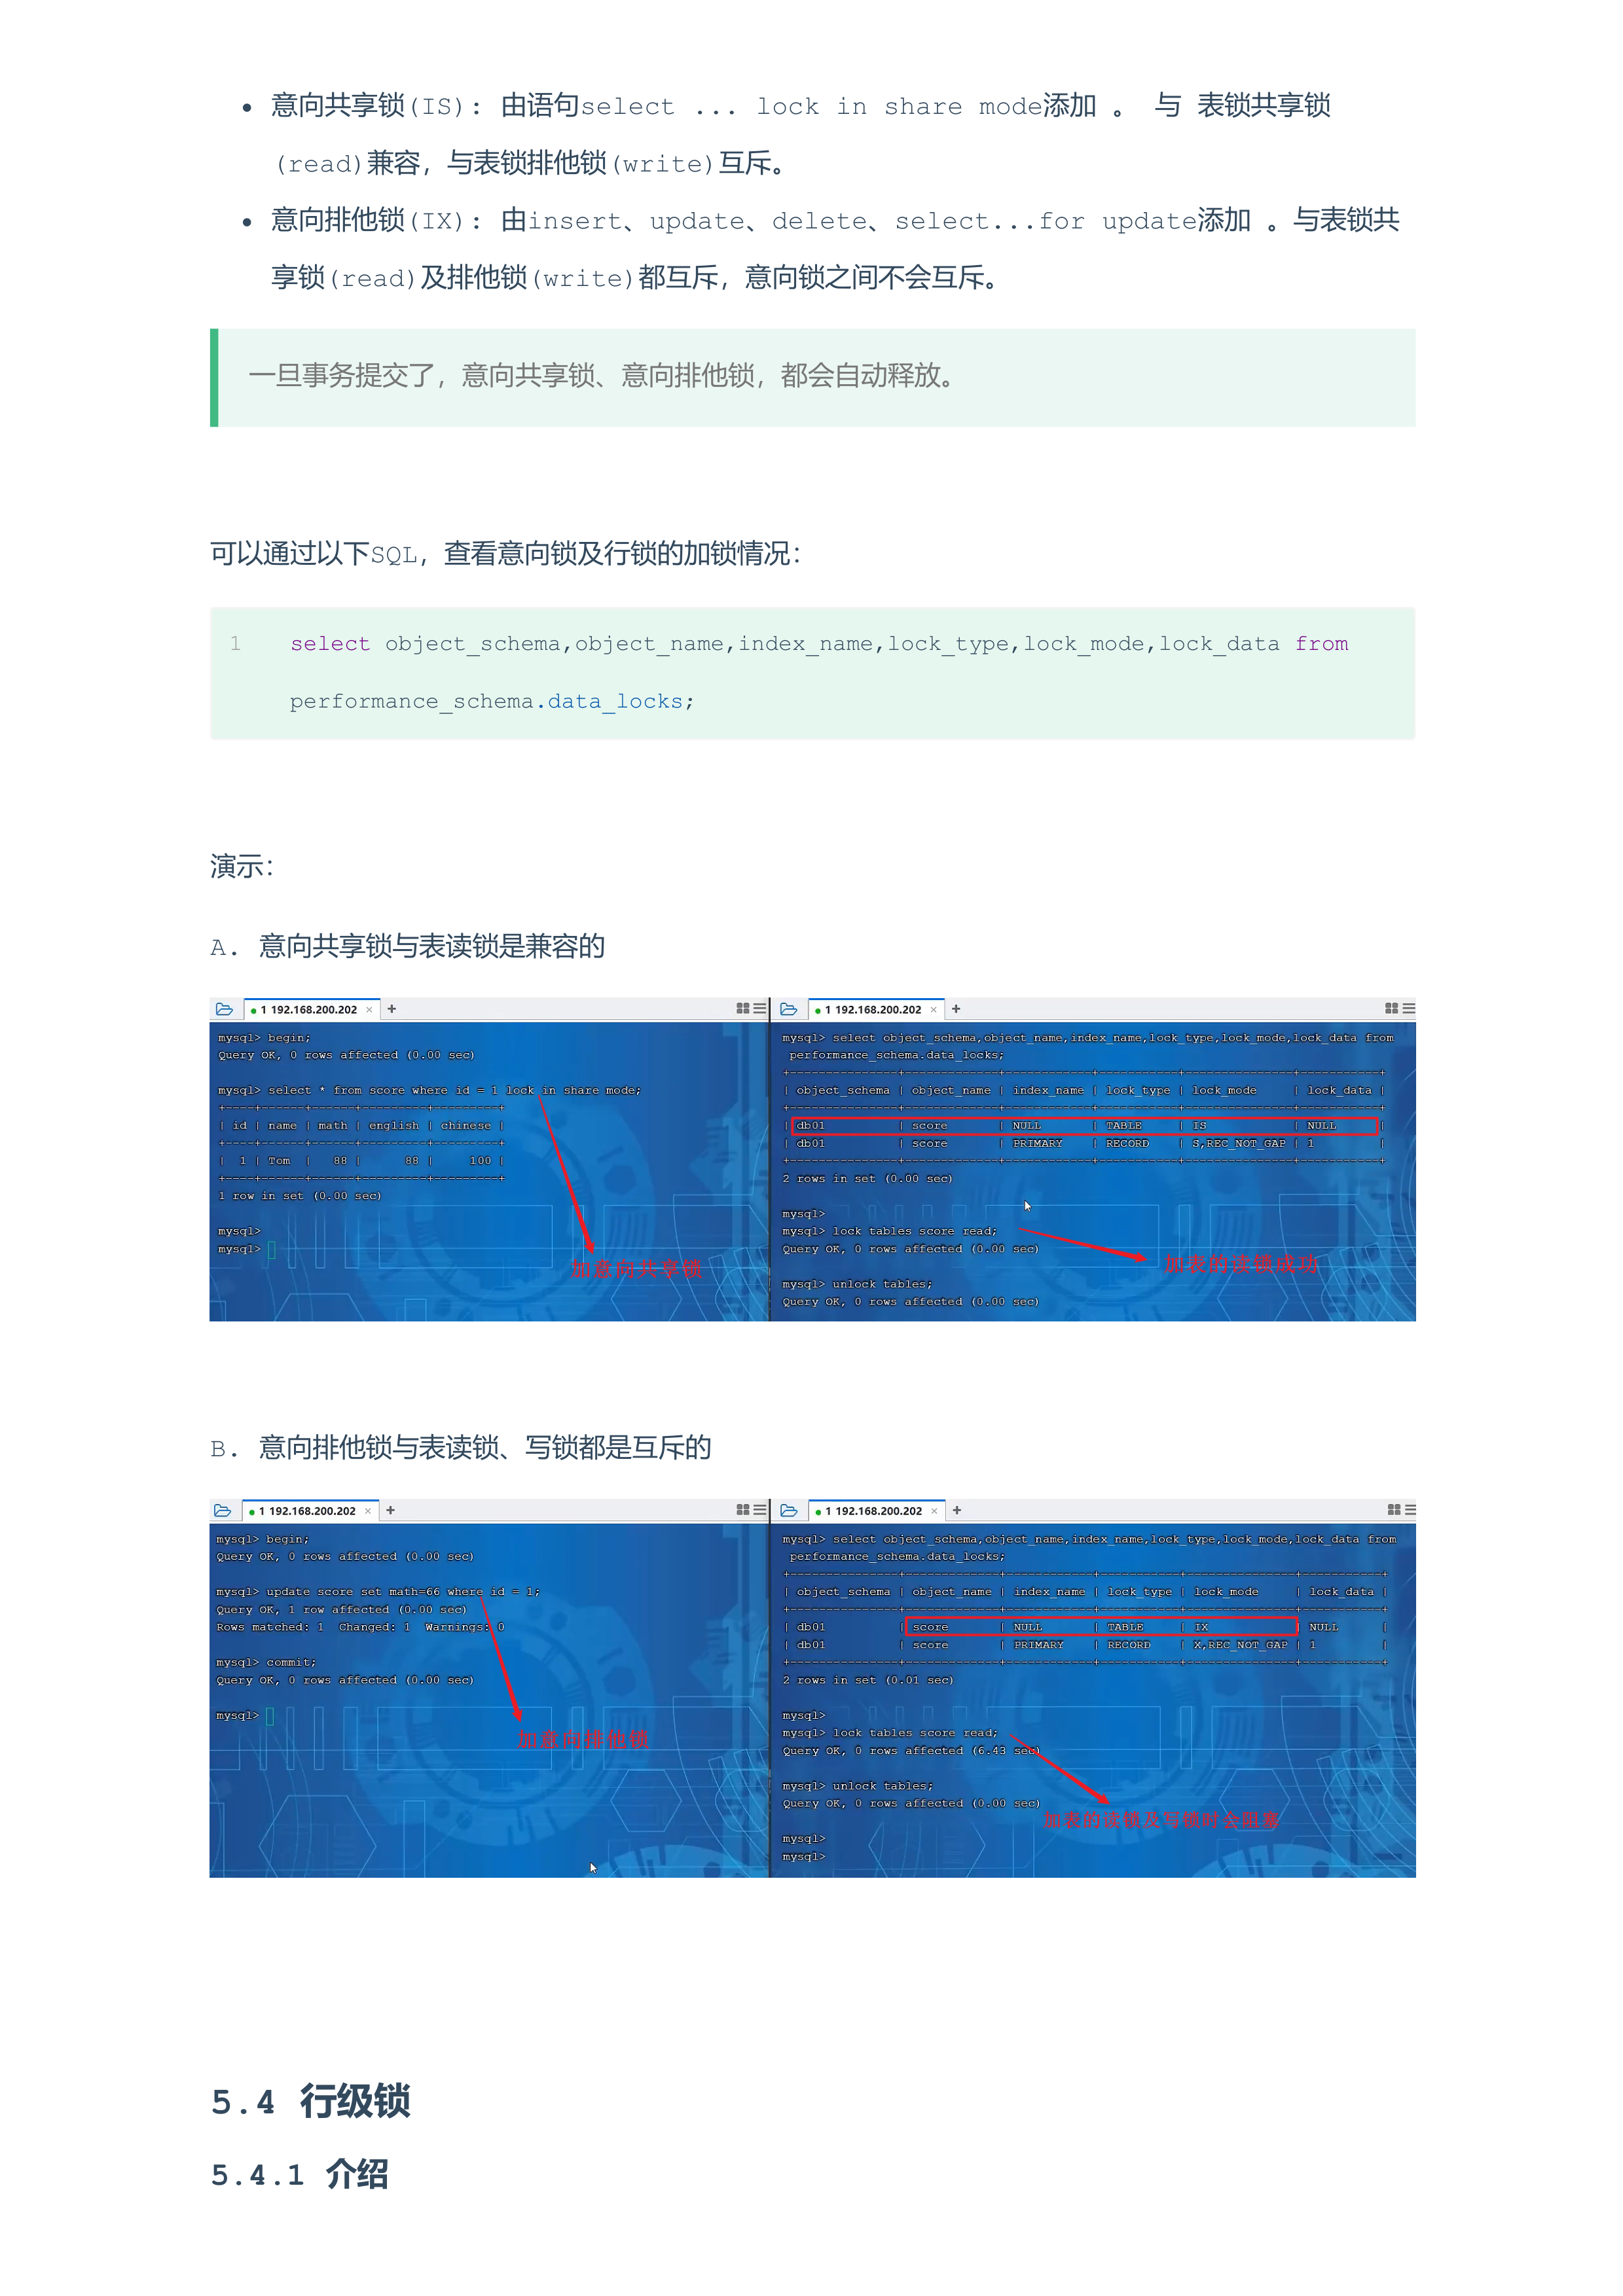 • 意向共享锁(IS): 由语句select ... lock in share mode添加 。 与 表锁共享锁
(read)兼容，与表锁排他锁(write)互斥。
• 意向排他锁(IX): 由insert、update、delete、select...for update添加 。与表锁共
享锁(read)及排他锁(write)都互斥，意向锁之间不会互斥。
一旦事务提交了，意向共享锁、意向排他锁，都会自动释放。
可以通过以下SQL，查看意向锁及行锁的加锁情况：
1 select object_schema,object_name,index_name,lock_type,lock_mode,lock_data from
performance_schema.data_locks;
演示：
A. 意向共享锁与表读锁是兼容的
1 192.168.200.202 × +
mysql> begin;
Query OK, 0 rows affected (0.00 sec)
mysql> select * from score where id = 1 lock in share mode;
+----+------+------+---------+---------+
| id | name | math | english | chinese |
+----+------+------+---------+---------+
| 1 | Tom | 88 | 88 | 100 |
+----+------+------+---------+---------+
1 row in set (0.00 sec)
mysql>
mysql>
加意向共享锁
1 192.168.200.202 × +
mysql> select object_schema,object_name,index_name,lock_type,lock_mode,lock_data from
performance_schema.data_locks;
+---------------+-------------+------------+-----------+---------------+-----------+
| object_schema | object_name | index_name | lock_type | lock_mode | lock_data |
+---------------+-------------+------------+-----------+---------------+-----------+
| db01 | score | NULL | TABLE | IS | NULL |
| db01 | score | PRIMARY | RECORD | S,REC_NOT_GAP | 1 |
+---------------+-------------+------------+-----------+---------------+-----------+
2 rows in set (0.00 sec)
mysql>
mysql> lock tables score read;
Query OK, 0 rows affected (0.00 sec)
加表的读锁成功
mysql> unlock tables;
Query OK, 0 rows affected (0.00 sec)
B. 意向排他锁与表读锁、写锁都是互斥的
1 192.168.200.202 × +
mysql> begin;
Query OK, 0 rows affected (0.00 sec)
mysql> update score set math=66 where id = 1;
Query OK, 1 row affected (0.00 sec)
Rows matched: 1 Changed: 1 Warnings: 0
mysql> commit;
Query OK, 0 rows affected (0.00 sec)
mysql>
加意向排他锁
1 192.168.200.202 × +
mysql> select object_schema,object_name,index_name,lock_type,lock_mode,lock_data from
performance_schema.data_locks;
+---------------+-------------+------------+-----------+---------------+-----------+
| object_schema | object_name | index_name | lock_type | lock_mode | lock_data |
+---------------+-------------+------------+-----------+---------------+-----------+
| db01 | score | NULL | TABLE | IX | NULL |
| db01 | score | PRIMARY | RECORD | X,REC_NOT_GAP | 1 |
+---------------+-------------+------------+-----------+---------------+-----------+
2 rows in set (0.01 sec)
mysql>
mysql> lock tables score read;
Query OK, 0 rows affected (6.43 sec)
mysql> unlock tables;
Query OK, 0 rows affected (0.00 sec)
加表的读锁及写锁时会阻塞
mysql>
mysql>
5.4 行级锁
5.4.1 介绍